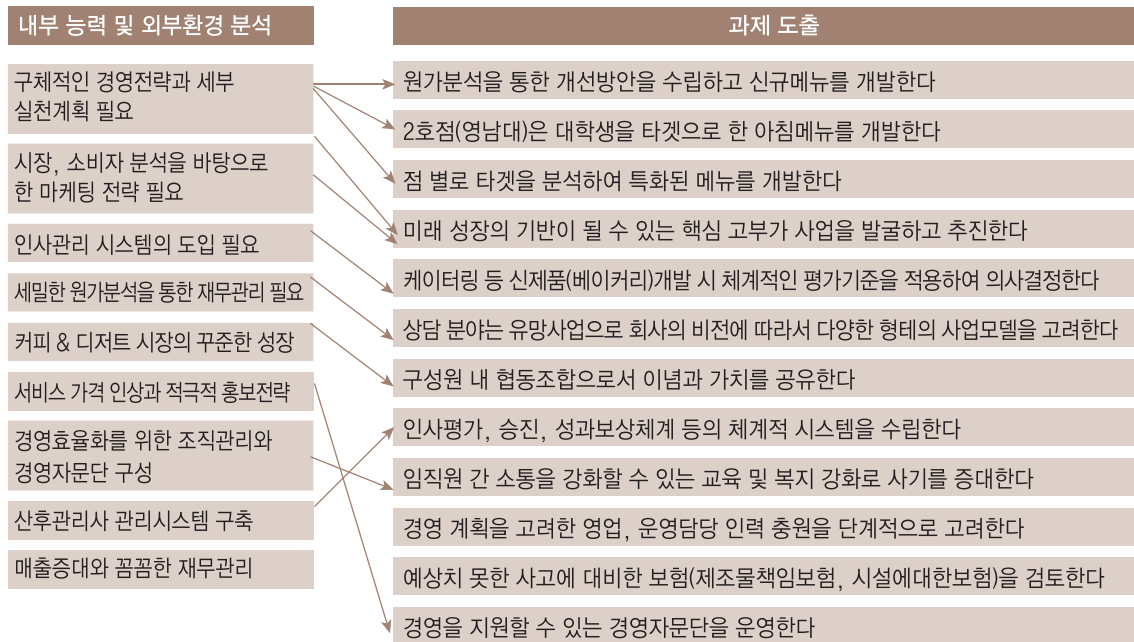 내부 능력 및 외부환경 분석
구체적인 경영전략과 세부
실천계획 필요
시장, 소비자 분석을 바탕으로
한 마케팅 전략 필요
인사관리 시스템의 도입 필요
세밀한 원가분석을 통한 재무관리 필요
커피 & 디저트 시장의 꾸준한 성장
서비스 가격 인상과 적극적 홍보전략
경영효율화를 위한 조직관리와
경영자문단 구성
산후관리사 관리시스템 구축
매출증대와 꼼꼼한 재무관리
과제 도출
원가분석을 통한 개선방안을 수립하고 신규메뉴를 개발한다
2호점(영남대)은 대학생을 타겟으로 한 아침메뉴를 개발한다
점 별로 타겟을 분석하여 특화된 메뉴를 개발한다
미래 성장의 기반이 될 수 있는 핵심 고부가 사업을 발굴하고 추진한다
케이터링 등 신제품(베이커리)개발 시 체계적인 평가기준을 적용하여 의사결정한다
상담 분야는 유망사업으로 회사의 비전에 따라서 다양한 형테의 사업모델을 고려한다
구성원 내 협동조합으로서 이념과 가치를 공유한다
인사평가, 승진, 성과보상체계 등의 체계적 시스템을 수립한다
임직원 간 소통을 강화할 수 있는 교육 및 복지 강화로 사기를 증대한다
경영 계획을 고려한 영업, 운영담당 인력 충원을 단계적으로 고려한다
예상치 못한 사고에 대비한 보험(제조물책임보험, 시설에대한보험)을 검토한다
경영을 지원할 수 있는 경영자문단을 운영한다